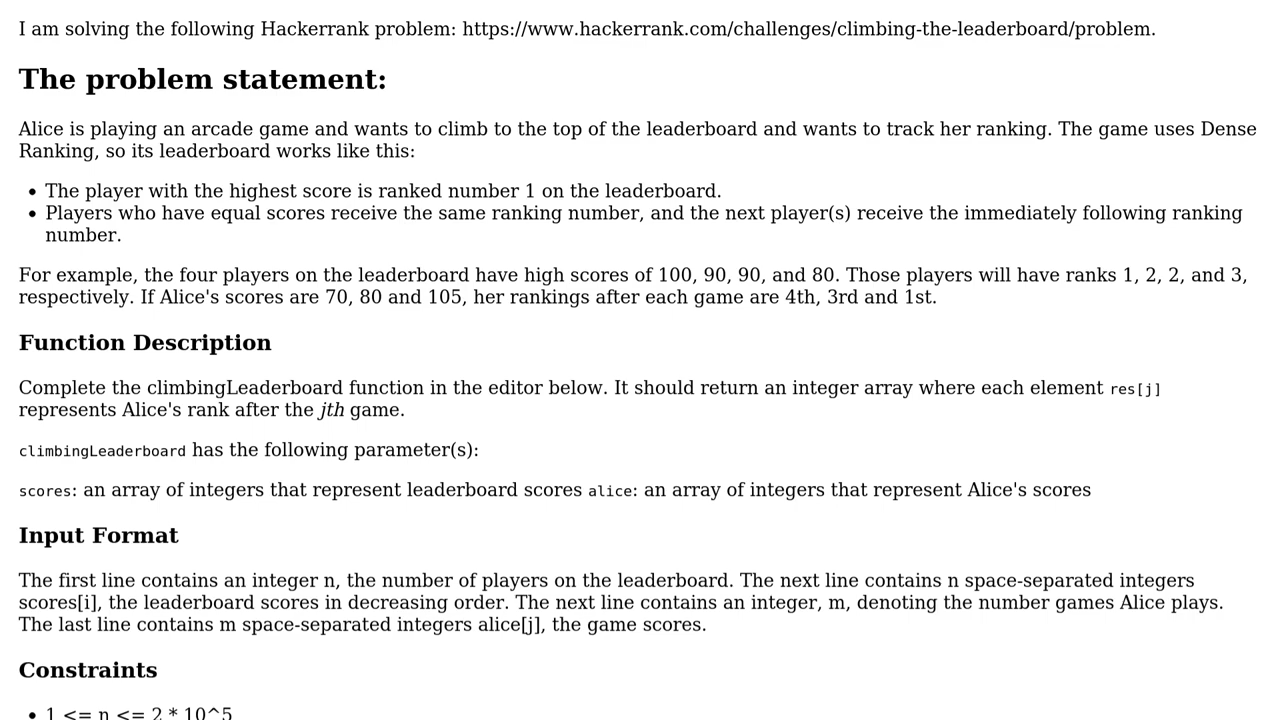 I am solving the following Hackerrank problem: https://www.hackerrank.com/challenges/climbing-the-leaderboard/problem.
The problem statement:
Alice is playing an arcade game and wants to climb to the top of the leaderboard and wants to track her ranking. The game uses Dense
Ranking, so its leaderboard works like this:
• The player with the highest score is ranked number 1 on the leaderboard.
• Players who have equal scores receive the same ranking number, and the next player(s) receive the immediately following ranking
number.
For example, the four players on the leaderboard have high scores of 100, 90, 90, and 80. Those players will have ranks 1, 2, 2, and 3,
respectively. If Alice's scores are 70, 80 and 105, her rankings after each game are 4th, 3rd and 1st.
Function Description
Complete the climbingLeaderboard function in the editor below. It should return an integer array where each element res[j]
represents Alice's rank after the jth game.
climbingLeaderboard has the following parameter(s):
scores: an array of integers that represent leaderboard scores alice: an array of integers that represent Alice's scores
Input Format
The first line contains an integer n, the number of players on the leaderboard. The next line contains n space-separated integers
scores[i], the leaderboard scores in decreasing order. The next line contains an integer, m, denoting the number games Alice plays.
The last line contains m space-separated integers alice[j], the game scores.
Constraints
• 1 <= n <= 2 * 10^5